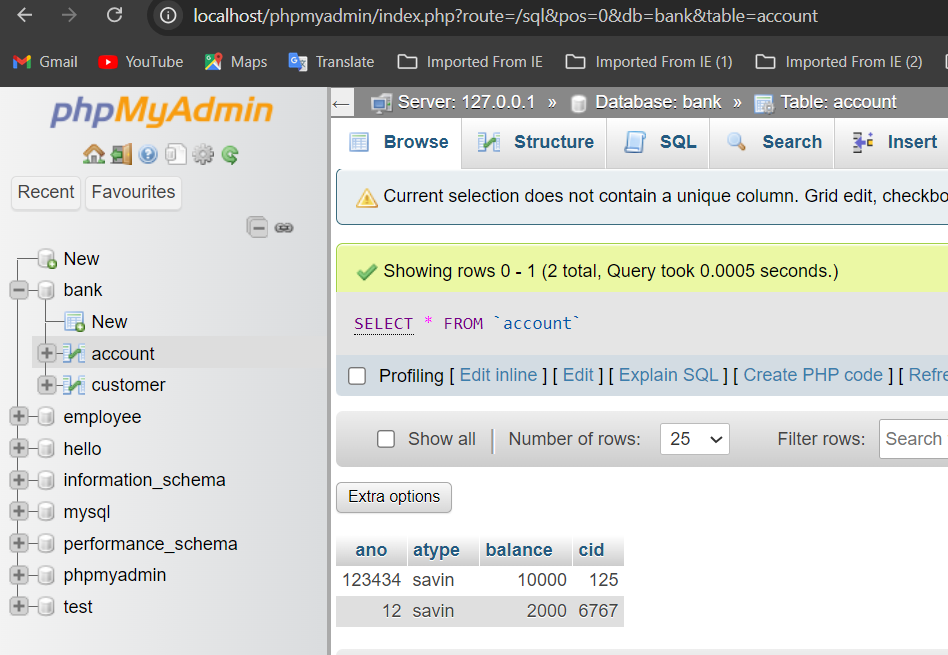 localhost/phpmyadmin/index.php?route=/sql&pos=0&db=bank&table=account
Gmail YouTube Maps Translate Imported From IE Imported From IE (1) Imported From IE (2)
phpMyAdmin
Recent Favourites
New
bank
New
account
customer
employee
hello
information_schema
mysql
performance_schema
phpmyadmin
test
Server: 127.0.0.1 » Database: bank » Table: account
Browse Structure SQL Search Insert
Current selection does not contain a unique column. Grid edit, checkbo
Showing rows 0 - 1 (2 total, Query took 0.0005 seconds.)
SELECT * FROM `account`
Profiling [ Edit inline ] [ Edit ] [ Explain SQL ] [ Create PHP code ] [ Refre
Show all | Number of rows: 25 Filter rows: Search
Extra options
ano atype balance cid
123434 savin 10000 125
12 savin 2000 6767